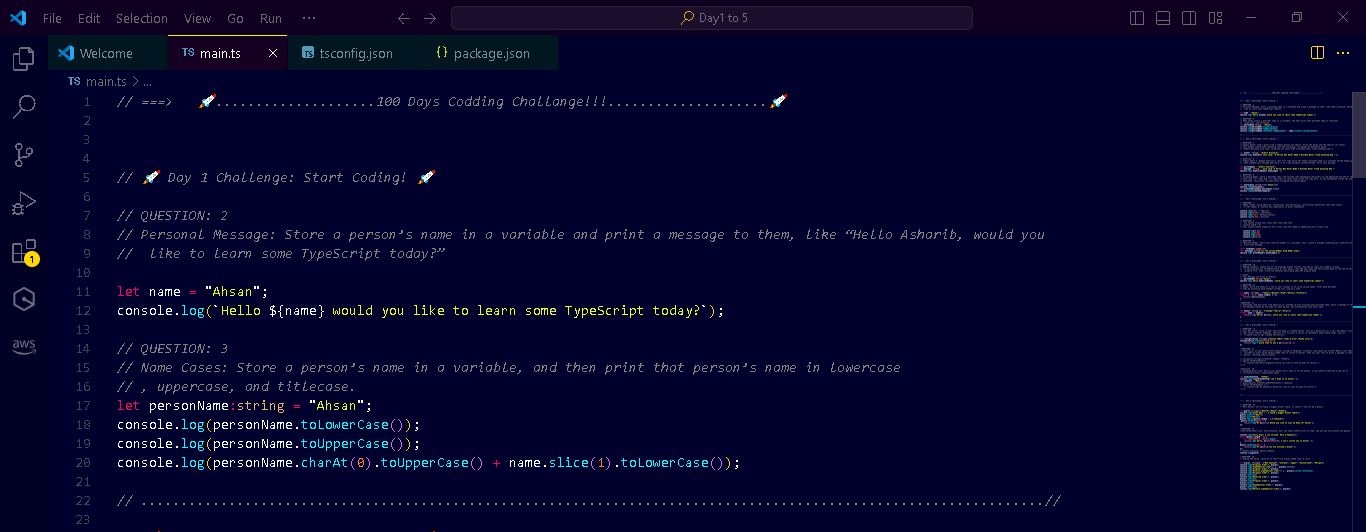 File Edit Selection View Go Run ··· Day1 to 5
Welcome TS main.ts TS tsconfig.json {} package.json
TS main.ts > ...
1 // ===> 🚀....................100 Days Codding Challange!!!....................🚀
2
3
4
5 // 🚀 Day 1 Challenge: Start Coding! 🚀
6
7 // QUESTION: 2
8 // Personal Message: Store a person’s name in a variable and print a message to them, like “Hello Asharib, would you
9 //  like to learn some TypeScript today?”
10
11 let name = "Ahsan";
12 console.log(`Hello ${name} would you like to learn some TypeScript today?`);
13
14 // QUESTION: 3
15 // Name Cases: Store a person’s name in a variable, and then print that person’s name in lowercase
16 // , uppercase, and titlecase.
17 let personName:string = "Ahsan";
18 console.log(personName.toLowerCase());
19 console.log(personName.toUpperCase());
20 console.log(personName.charAt(0).toUpperCase() + name.slice(1).toLowerCase());
21
22 // .................................................................................................................//
23
1
aws